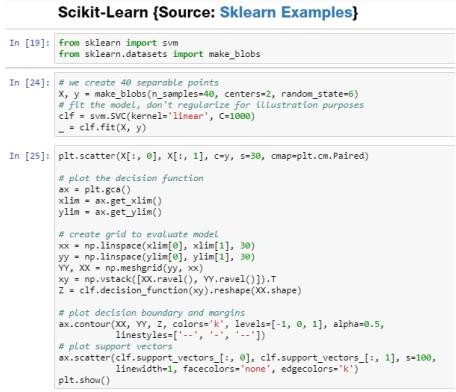 Scikit-Learn {Source: Sklearn Examples}
In [19]: from sklearn import svm
from sklearn.datasets import make_blobs
In [24]: # we create 40 separable points
X, y = make_blobs(n_samples=40, centers=2, random_state=6)
# fit the model, don't regularize for illustration purposes
clf = svm.SVC(kernel='linear', C=1000)
_ = clf.fit(X, y)
In [25]: plt.scatter(X[:, 0], X[:, 1], c=y, s=30, cmap=plt.cm.Paired)
# plot the decision function
ax = plt.gca()
xlim = ax.get_xlim()
ylim = ax.get_ylim()
# create grid to evaluate model
xx = np.linspace(xlim[0], xlim[1], 30)
yy = np.linspace(ylim[0], ylim[1], 30)
YY, XX = np.meshgrid(yy, xx)
xy = np.vstack([XX.ravel(), YY.ravel()]).T
Z = clf.decision_function(xy).reshape(XX.shape)
# plot decision boundary and margins
ax.contour(XX, YY, Z, colors='k', levels=[-1, 0, 1], alpha=0.5,
linestyles=['--', '-', '--'])
# plot support vectors
ax.scatter(clf.support_vectors_[:, 0], clf.support_vectors_[:, 1], s=100,
linewidth=1, facecolors='none', edgecolors='k')
plt.show()